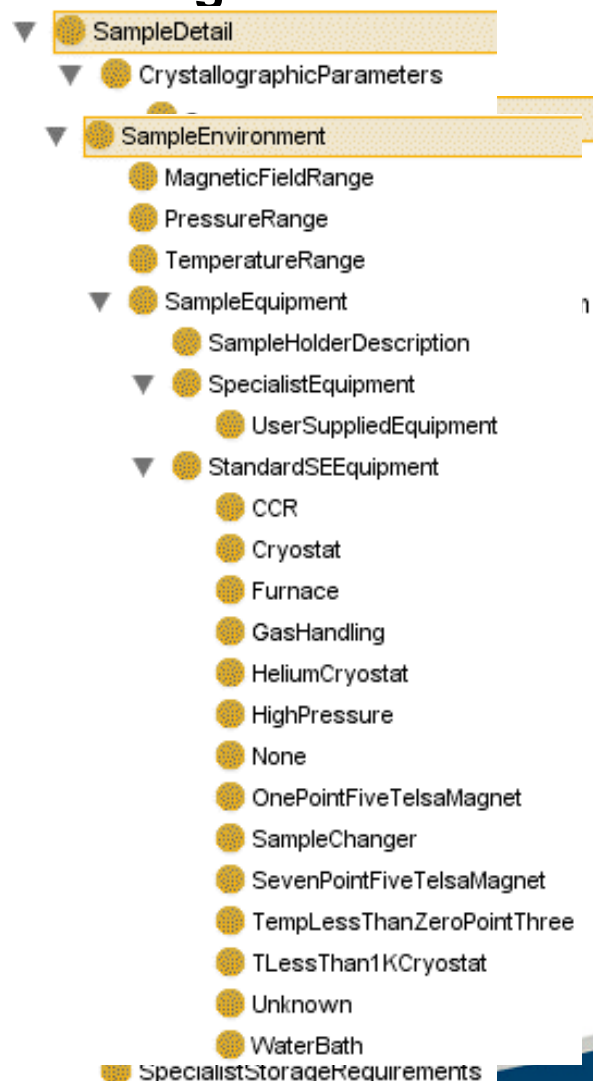 SampleDetail
CrystallographicParameters
SampleEnvironment
MagneticFieldRange
PressureRange
TemperatureRange
SampleEquipment
SampleHolderDescription
SpecialistEquipment
UserSuppliedEquipment
StandardSEEquipment
CCR
Cryostat
Furnace
GasHandling
HeliumCryostat
HighPressure
None
OnePointFiveTelsaMagnet
SampleChanger
SevenPointFiveTelsaMagnet
TempLessThanZeroPointThree
TLessThan1KCryostat
Unknown
WaterBath
SpecialistStorageRequirements